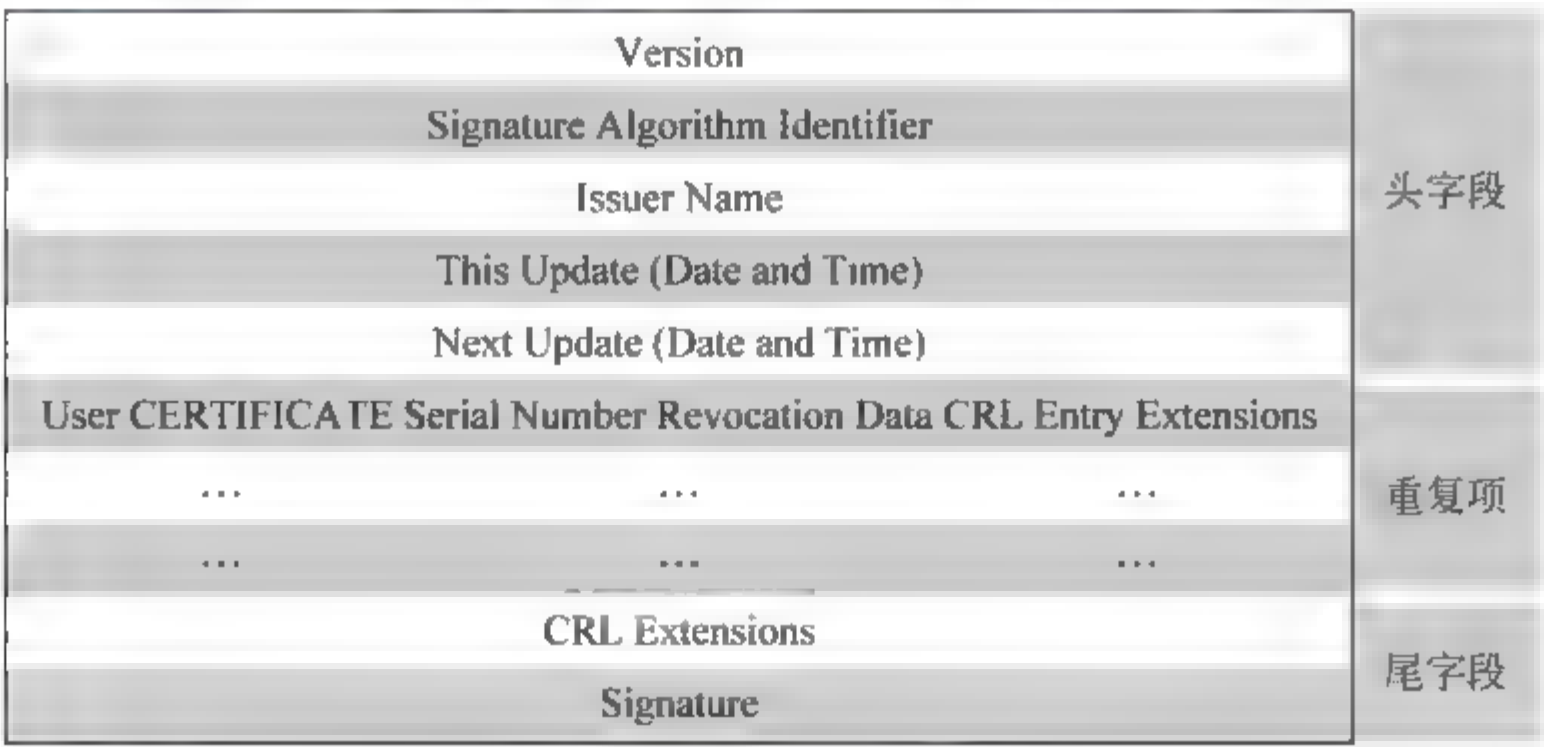 Version
Signature Algorithm Identifier
Issuer Name
头字段
This Update (Date and Time)
Next Update (Date and Time)
User CERTIFICATE Serial Number Revocation Data CRL Entry Extensions
... ... ...
重复项
... ... ...
CRL Extensions
尾字段
Signature